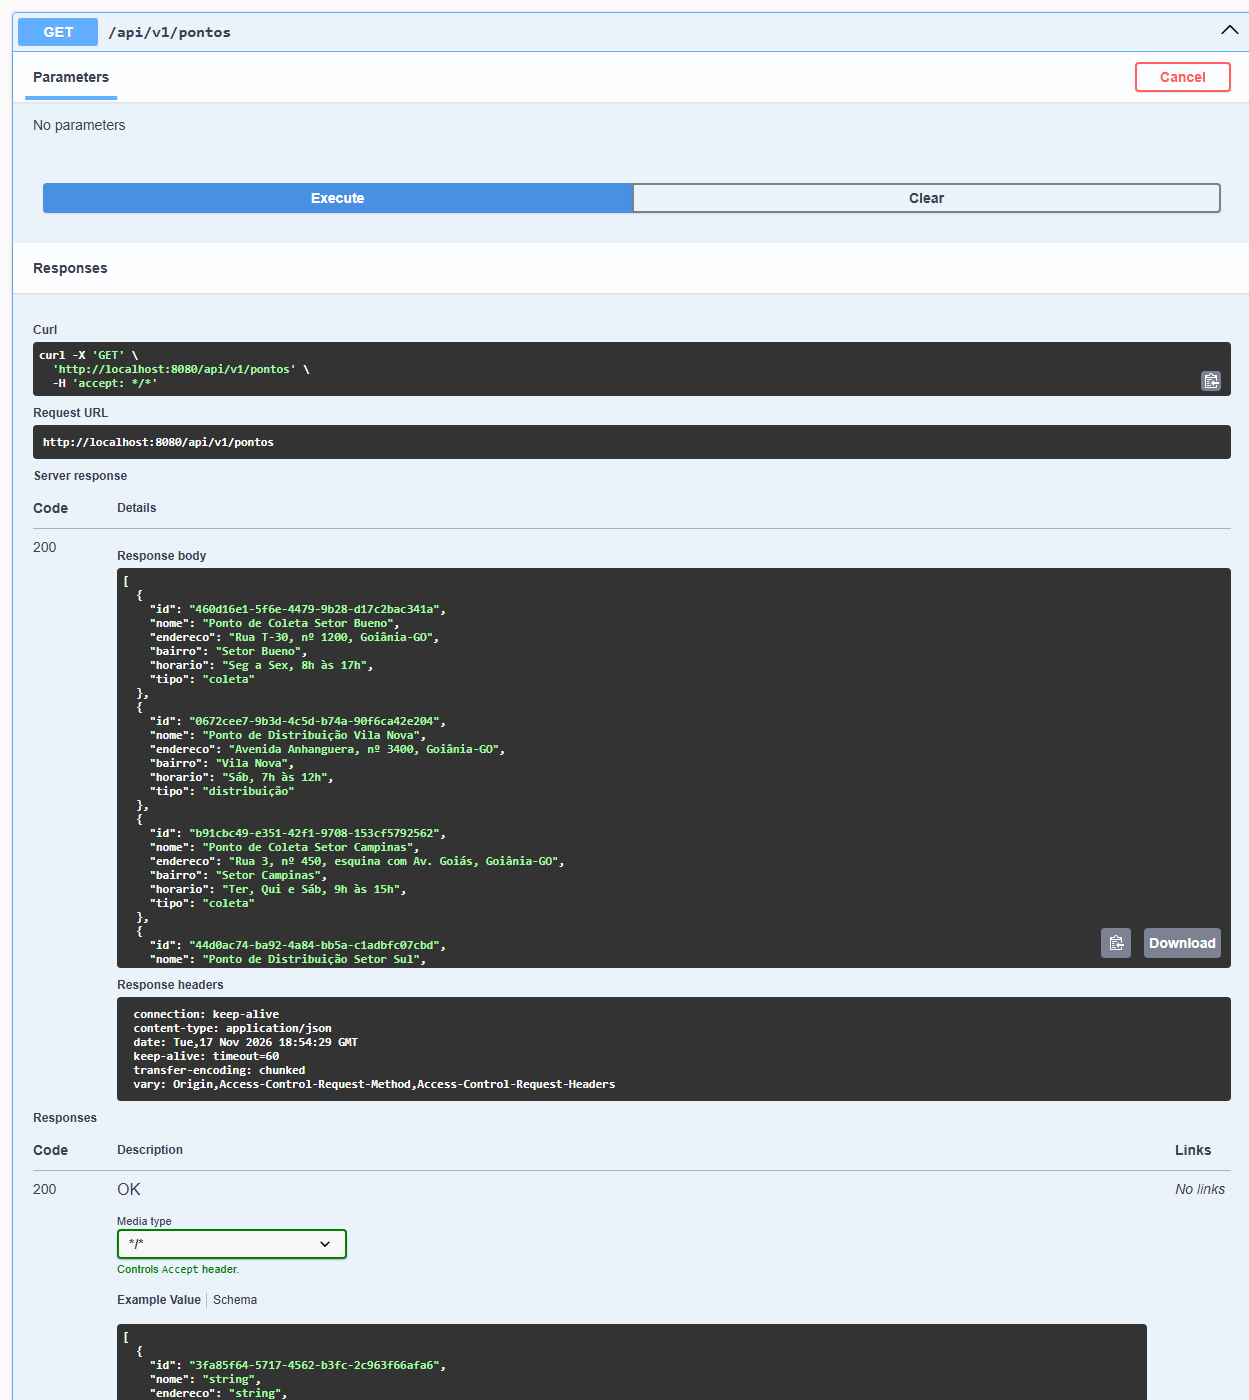 GET /api/v1/pontos
Parameters
Cancel
No parameters
Execute
Clear
Responses
Curl
curl -X 'GET' \
  'http://localhost:8080/api/v1/pontos' \
  -H 'accept: */*'
Request URL
http://localhost:8080/api/v1/pontos
Server response
Code Details
200
Response body
[
  {
    "id": "460d16e1-5f6e-4479-9b28-d17c2bac341a",
    "nome": "Ponto de Coleta Setor Bueno",
    "endereco": "Rua T-30, nº 1200, Goiânia-GO",
    "bairro": "Setor Bueno",
    "horario": "Seg a Sex, 8h às 17h",
    "tipo": "coleta"
  },
  {
    "id": "0672cee7-9b3d-4c5d-b74a-90f6ca42e204",
    "nome": "Ponto de Distribuição Vila Nova",
    "endereco": "Avenida Anhanguera, nº 3400, Goiânia-GO",
    "bairro": "Vila Nova",
    "horario": "Sáb, 7h às 12h",
    "tipo": "distribuição"
  },
  {
    "id": "b91cbc49-e351-42f1-9708-153cf5792562",
    "nome": "Ponto de Coleta Setor Campinas",
    "endereco": "Rua 3, nº 450, esquina com Av. Goiás, Goiânia-GO",
    "bairro": "Setor Campinas",
    "horario": "Ter, Qui e Sáb, 9h às 15h",
    "tipo": "coleta"
  },
  {
    "id": "44d0ac74-ba92-4a84-bb5a-c1adbfc07cbd",
    "nome": "Ponto de Distribuição Setor Sul",
Download
Response headers
connection: keep-alive
content-type: application/json
date: Tue,17 Nov 2026 18:54:29 GMT
keep-alive: timeout=60
transfer-encoding: chunked
vary: Origin,Access-Control-Request-Method,Access-Control-Request-Headers
Responses
Code Description Links
200 OK No links
Media type
*/*
Controls Accept header.
Example Value Schema
[
  {
    "id": "3fa85f64-5717-4562-b3fc-2c963f66afa6",
    "nome": "string",
    "endereco": "string",